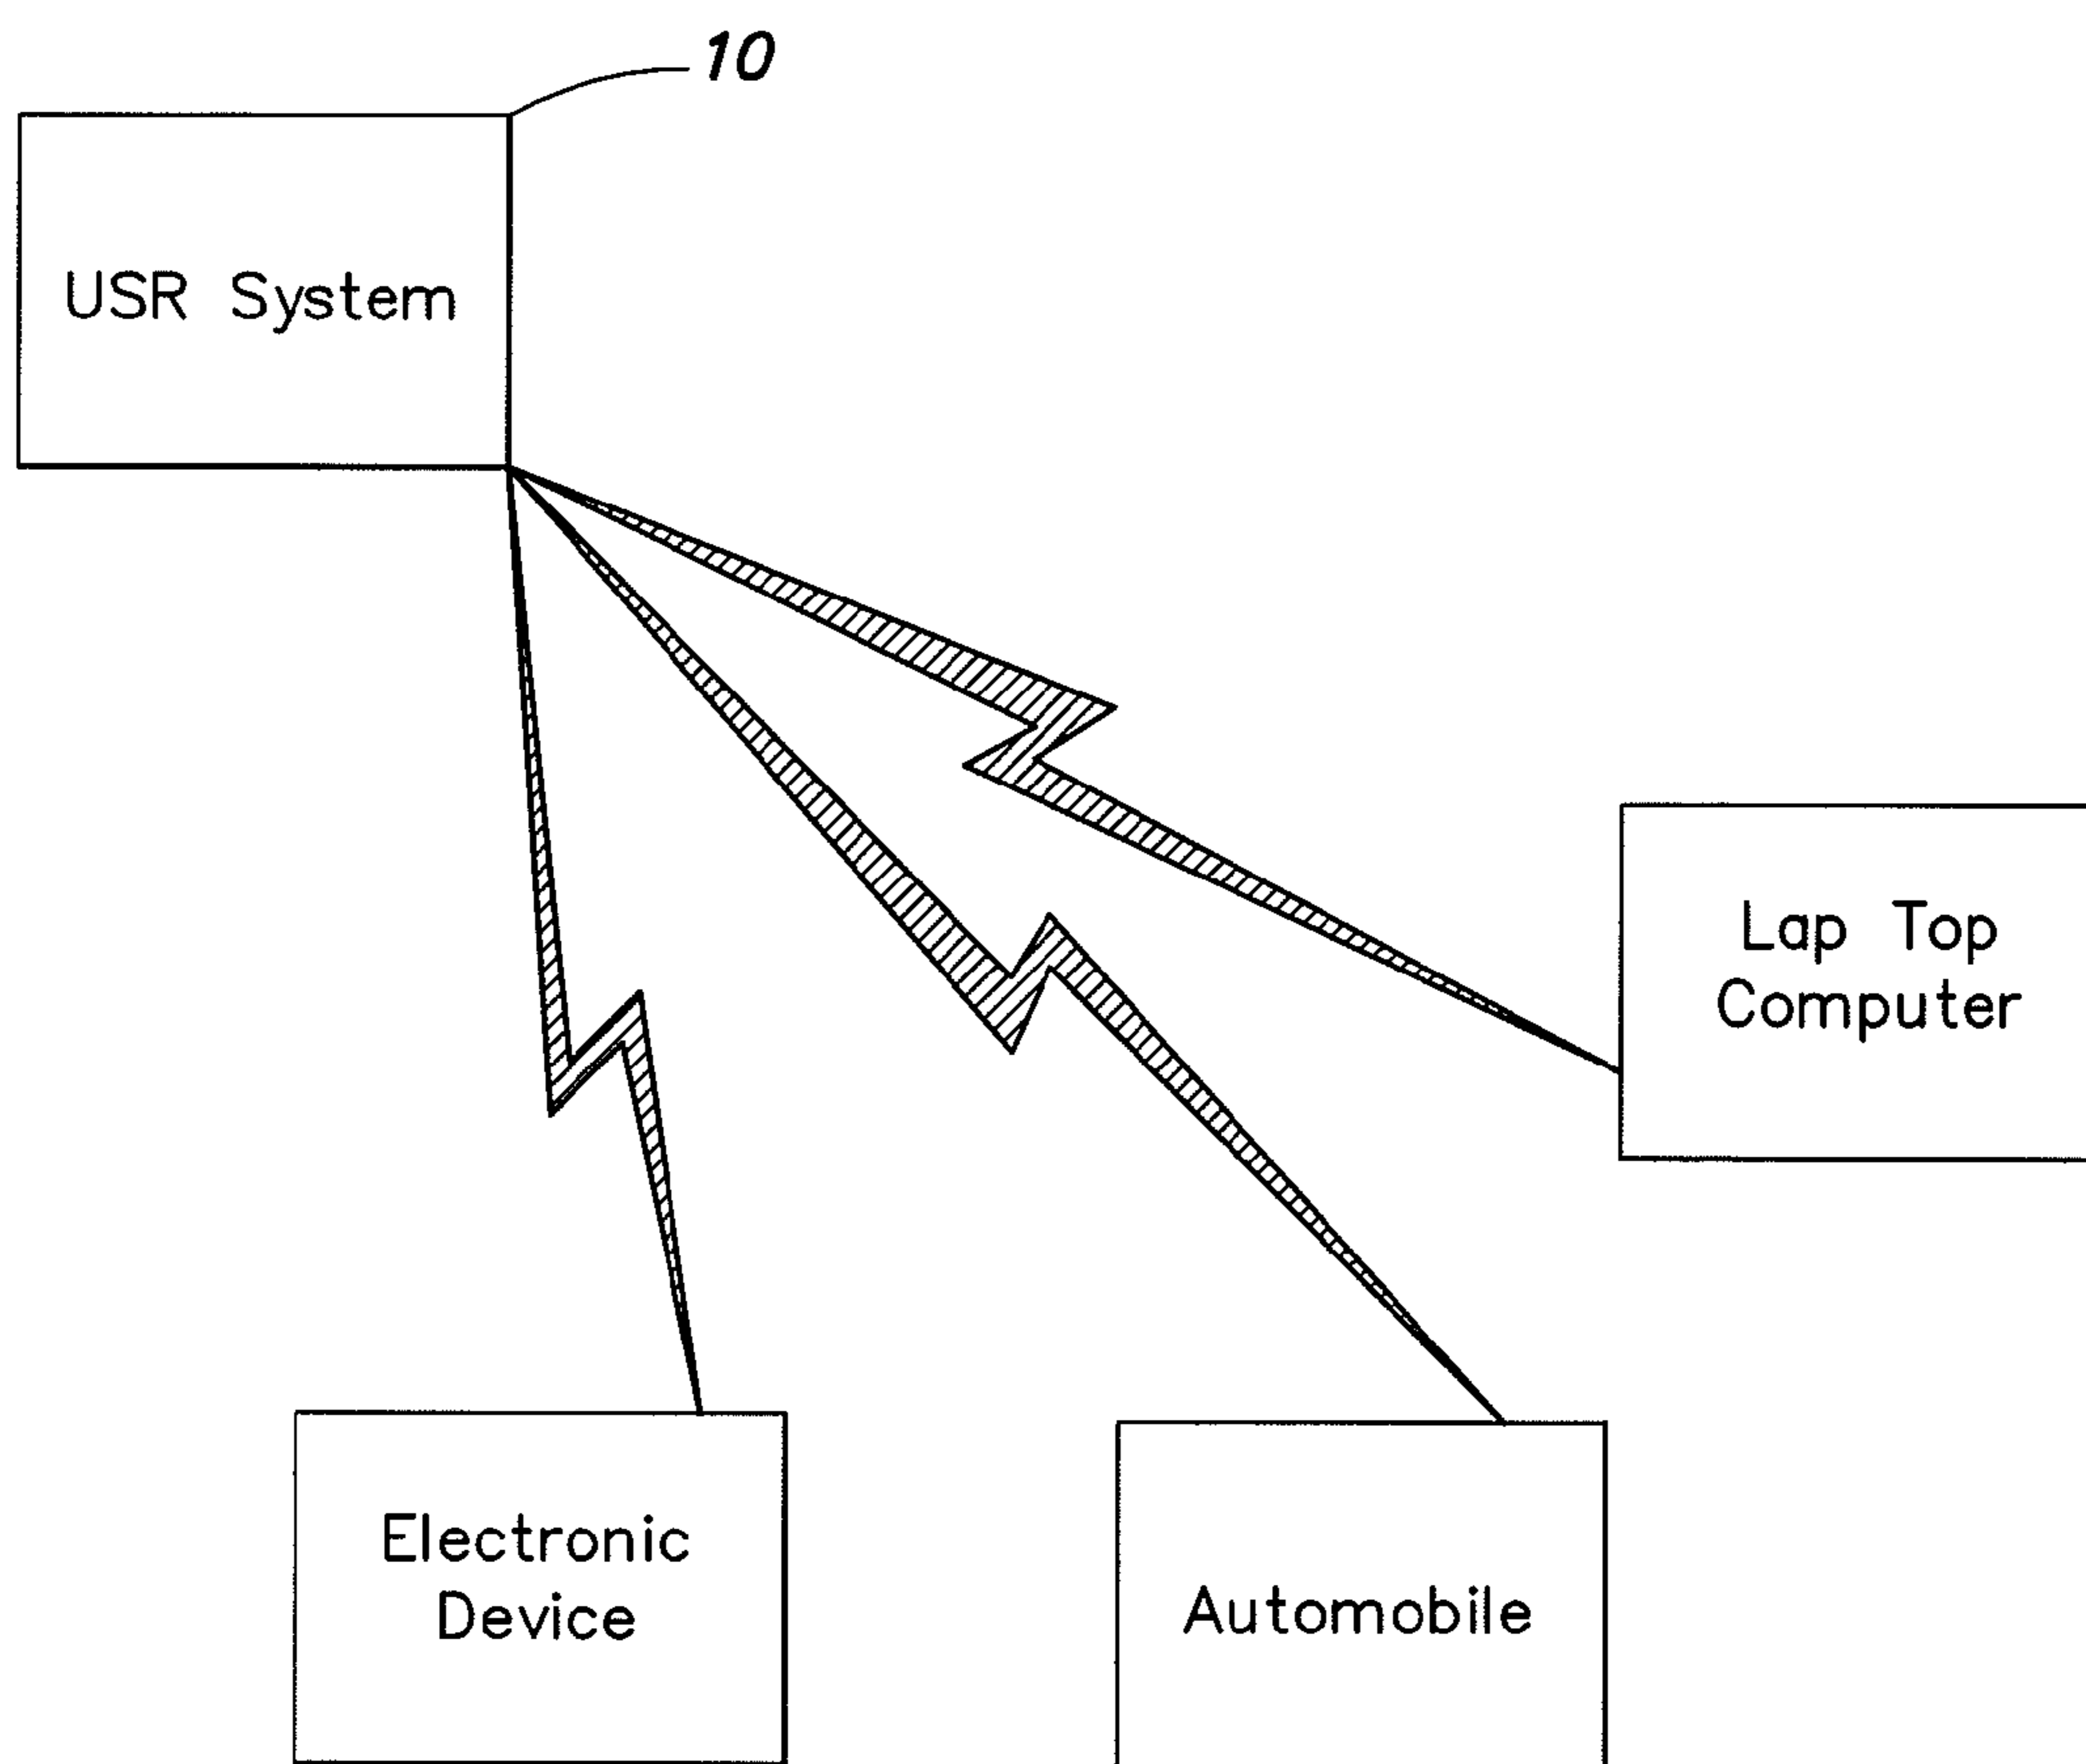 10
USR System
Lap Top
Computer
Electronic
Device
Automobile